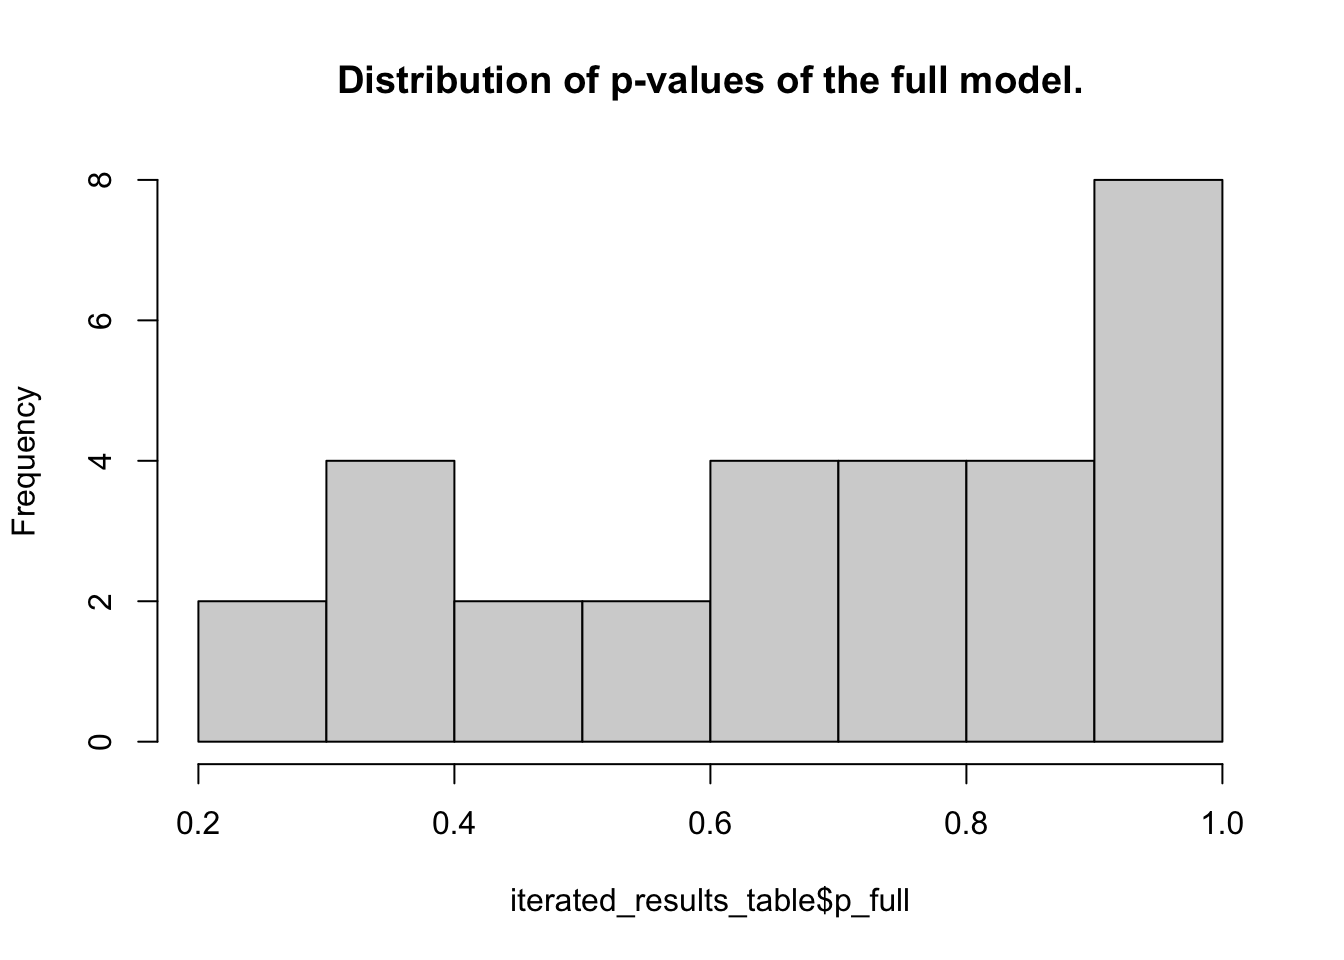 Distribution of p-values of the full model.
Frequency
8
6
4
2
0
0.2 0.4 0.6 0.8 1.0
iterated_results_table$p_full